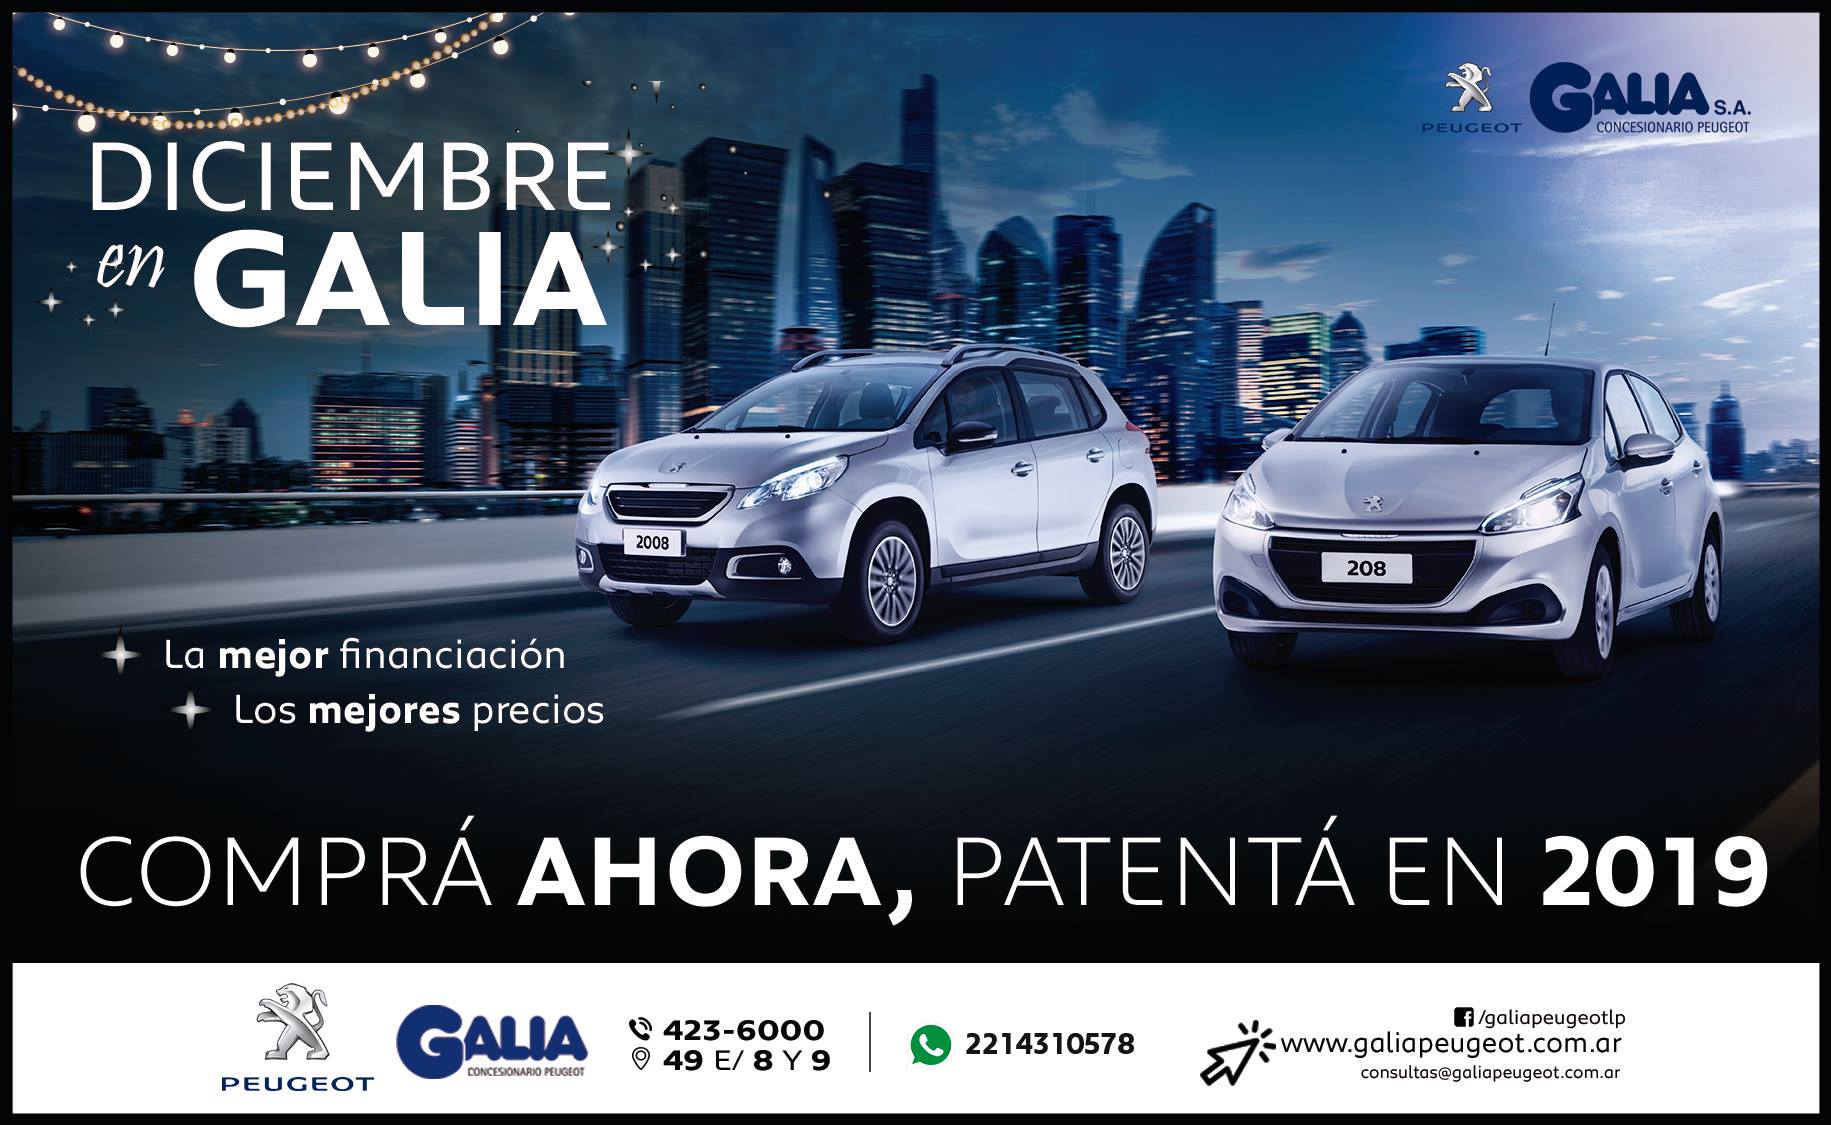 DICIEMBRE
en GALIA
PEUGEOT
GALIA S.A.
CONCESIONARIO PEUGEOT
2008
208
La mejor financiación
Los mejores precios
COMPRÁ AHORA, PATENTÁ EN 2019
PEUGEOT
GALIA
CONCESIONARIO PEUGEOT
423-6000
49 E/ 8 Y 9
2214310578
/galiapeugeotlp
www.galiapeugeot.com.ar
consultas@galiapeugeot.com.ar